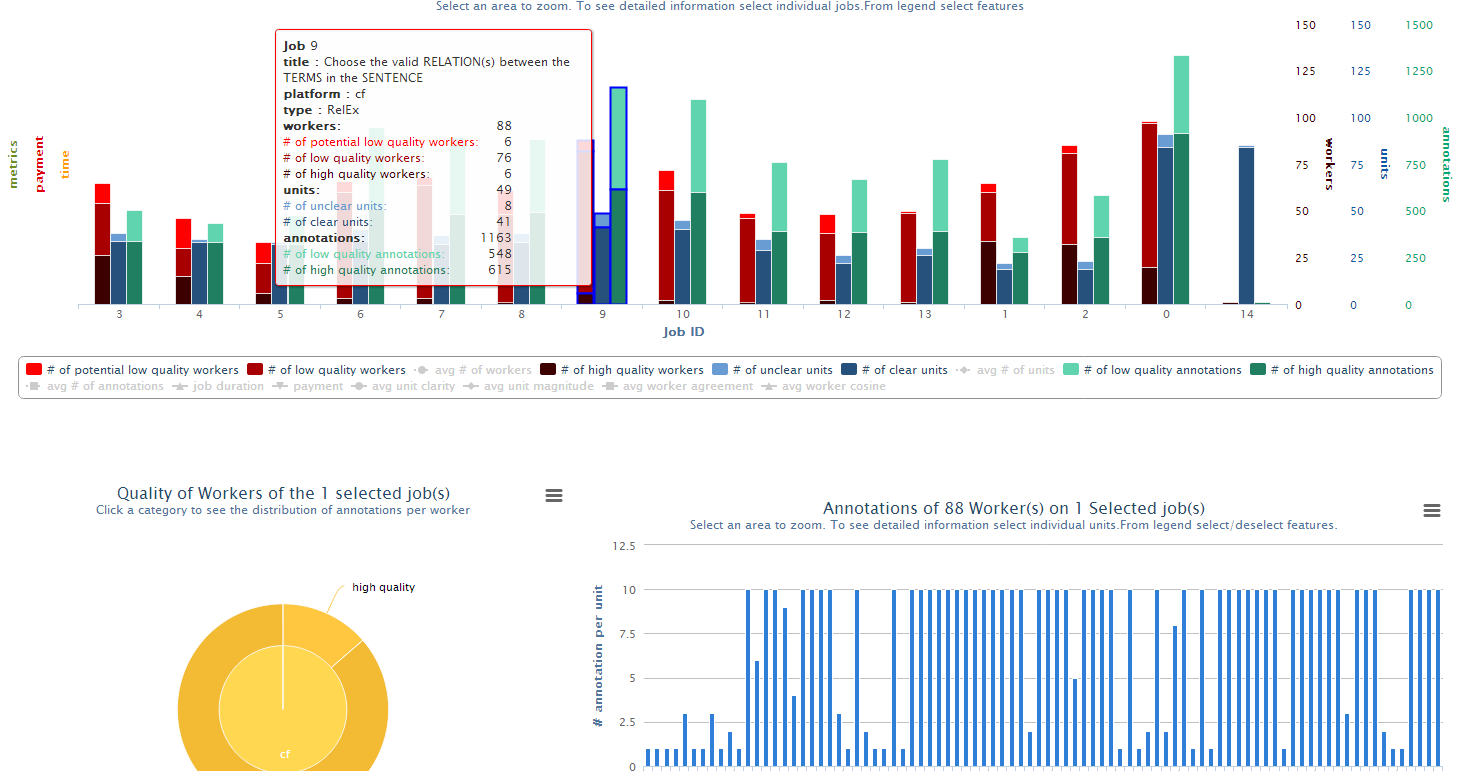 Select an area to zoom. To see detailed information select individual jobs.From legend select features
metrics
payment
time
Job 9
title : Choose the valid RELATION(s) between the
TERMS in the SENTENCE
platform : cf
type : RelEx
workers: 88
# of potential low quality workers: 6
# of low quality workers: 76
# of high quality workers: 6
units: 49
# of unclear units: 8
# of clear units: 41
annotations: 1163
# of low quality annotations: 548
# of high quality annotations: 615
150 150 1500
125 125 1250
100 100 1000
75 75 750
50 50 500
25 25 250
0 0 0
workers
units
annotations
3 4 5 6 7 8 9 10 11 12 13 1 2 0 14
Job ID
# of potential low quality workers # of low quality workers avg # of workers # of high quality workers # of unclear units # of clear units avg # of units # of low quality annotations # of high quality annotations
avg # of annotations job duration payment avg unit clarity avg unit magnitude avg worker agreement avg worker cosine
Quality of Workers of the 1 selected job(s)
Click a category to see the distribution of annotations per worker
high quality
cf
Annotations of 88 Worker(s) on 1 Selected job(s)
Select an area to zoom. To see detailed information select individual units.From legend select/deselect features.
# annotation per unit
12.5
10
7.5
5
2.5
0